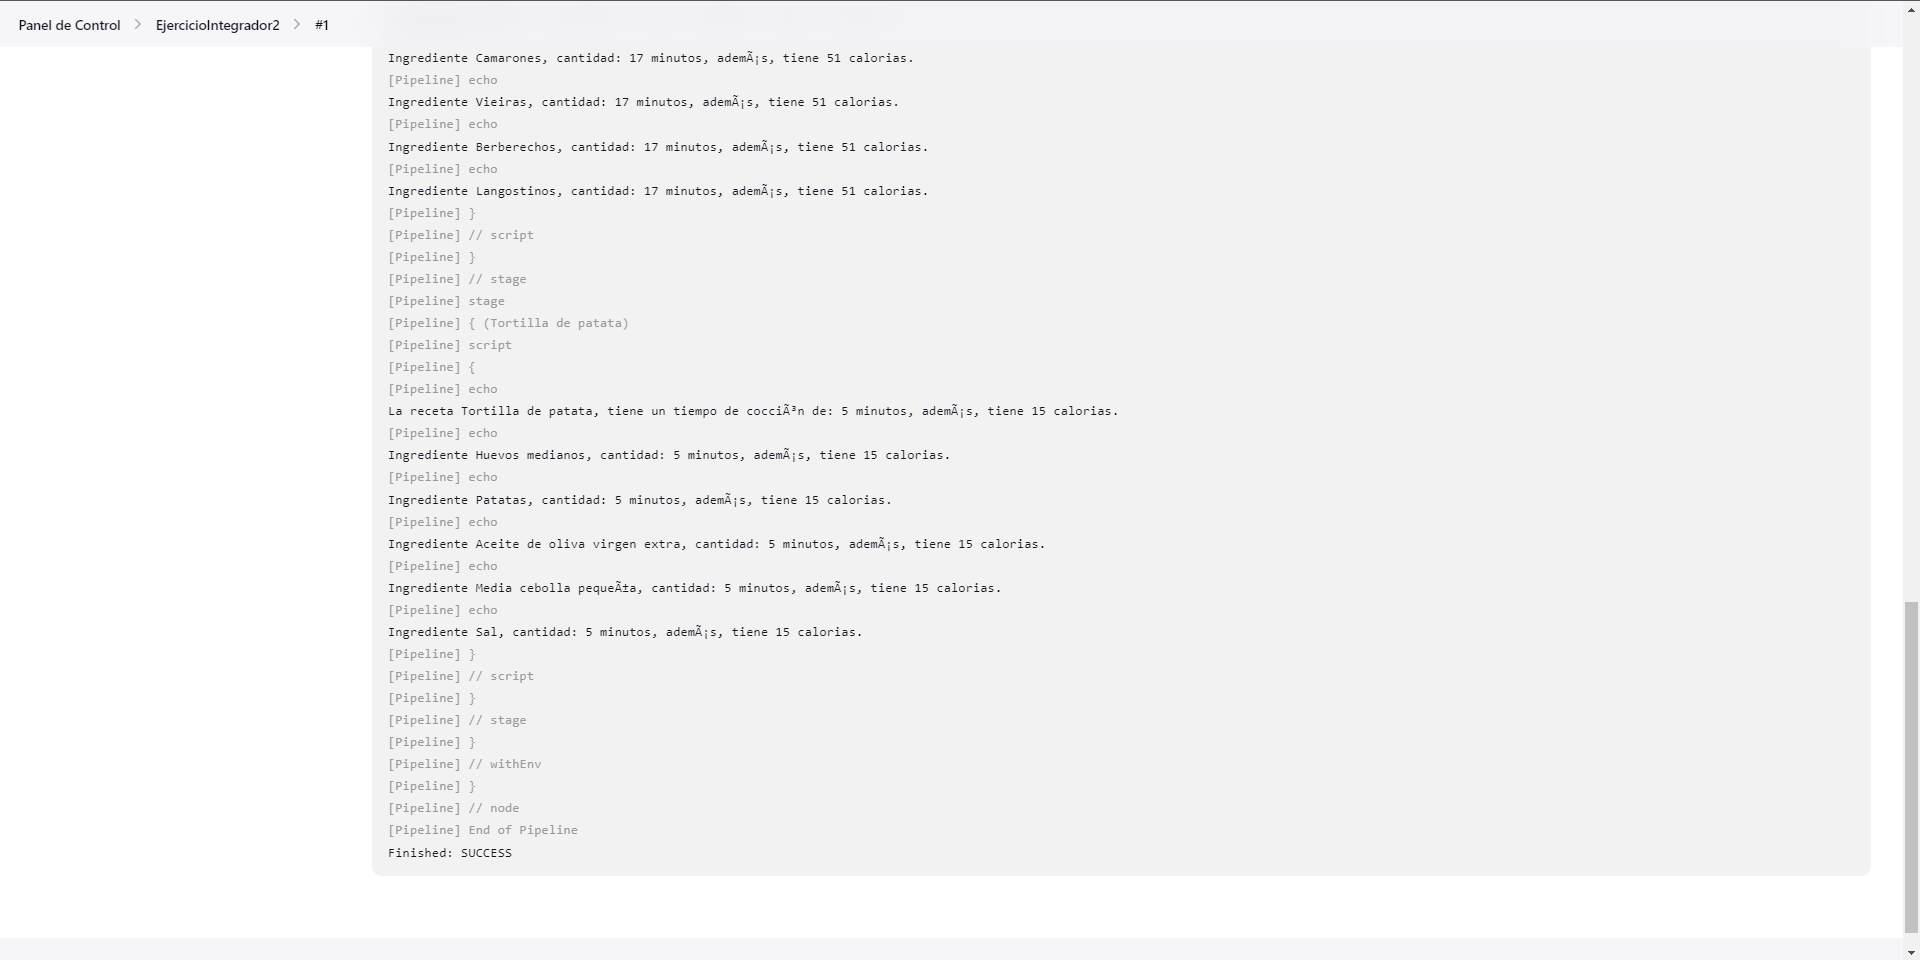 Panel de Control > EjercicioIntegrador2 > #1
Ingrediente Camarones, cantidad: 17 minutos, ademÃ¡s, tiene 51 calorias.
[Pipeline] echo
Ingrediente Vieiras, cantidad: 17 minutos, ademÃ¡s, tiene 51 calorias.
[Pipeline] echo
Ingrediente Berberechos, cantidad: 17 minutos, ademÃ¡s, tiene 51 calorias.
[Pipeline] echo
Ingrediente Langostinos, cantidad: 17 minutos, ademÃ¡s, tiene 51 calorias.
[Pipeline] }
[Pipeline] // script
[Pipeline] }
[Pipeline] // stage
[Pipeline] stage
[Pipeline] { (Tortilla de patata)
[Pipeline] script
[Pipeline] {
[Pipeline] echo
La receta Tortilla de patata, tiene un tiempo de cocciÃ³n de: 5 minutos, ademÃ¡s, tiene 15 calorias.
[Pipeline] echo
Ingrediente Huevos medianos, cantidad: 5 minutos, ademÃ¡s, tiene 15 calorias.
[Pipeline] echo
Ingrediente Patatas, cantidad: 5 minutos, ademÃ¡s, tiene 15 calorias.
[Pipeline] echo
Ingrediente Aceite de oliva virgen extra, cantidad: 5 minutos, ademÃ¡s, tiene 15 calorias.
[Pipeline] echo
Ingrediente Media cebolla pequeÃ±a, cantidad: 5 minutos, ademÃ¡s, tiene 15 calorias.
[Pipeline] echo
Ingrediente Sal, cantidad: 5 minutos, ademÃ¡s, tiene 15 calorias.
[Pipeline] }
[Pipeline] // script
[Pipeline] }
[Pipeline] // stage
[Pipeline] }
[Pipeline] // withEnv
[Pipeline] }
[Pipeline] // node
[Pipeline] End of Pipeline
Finished: SUCCESS